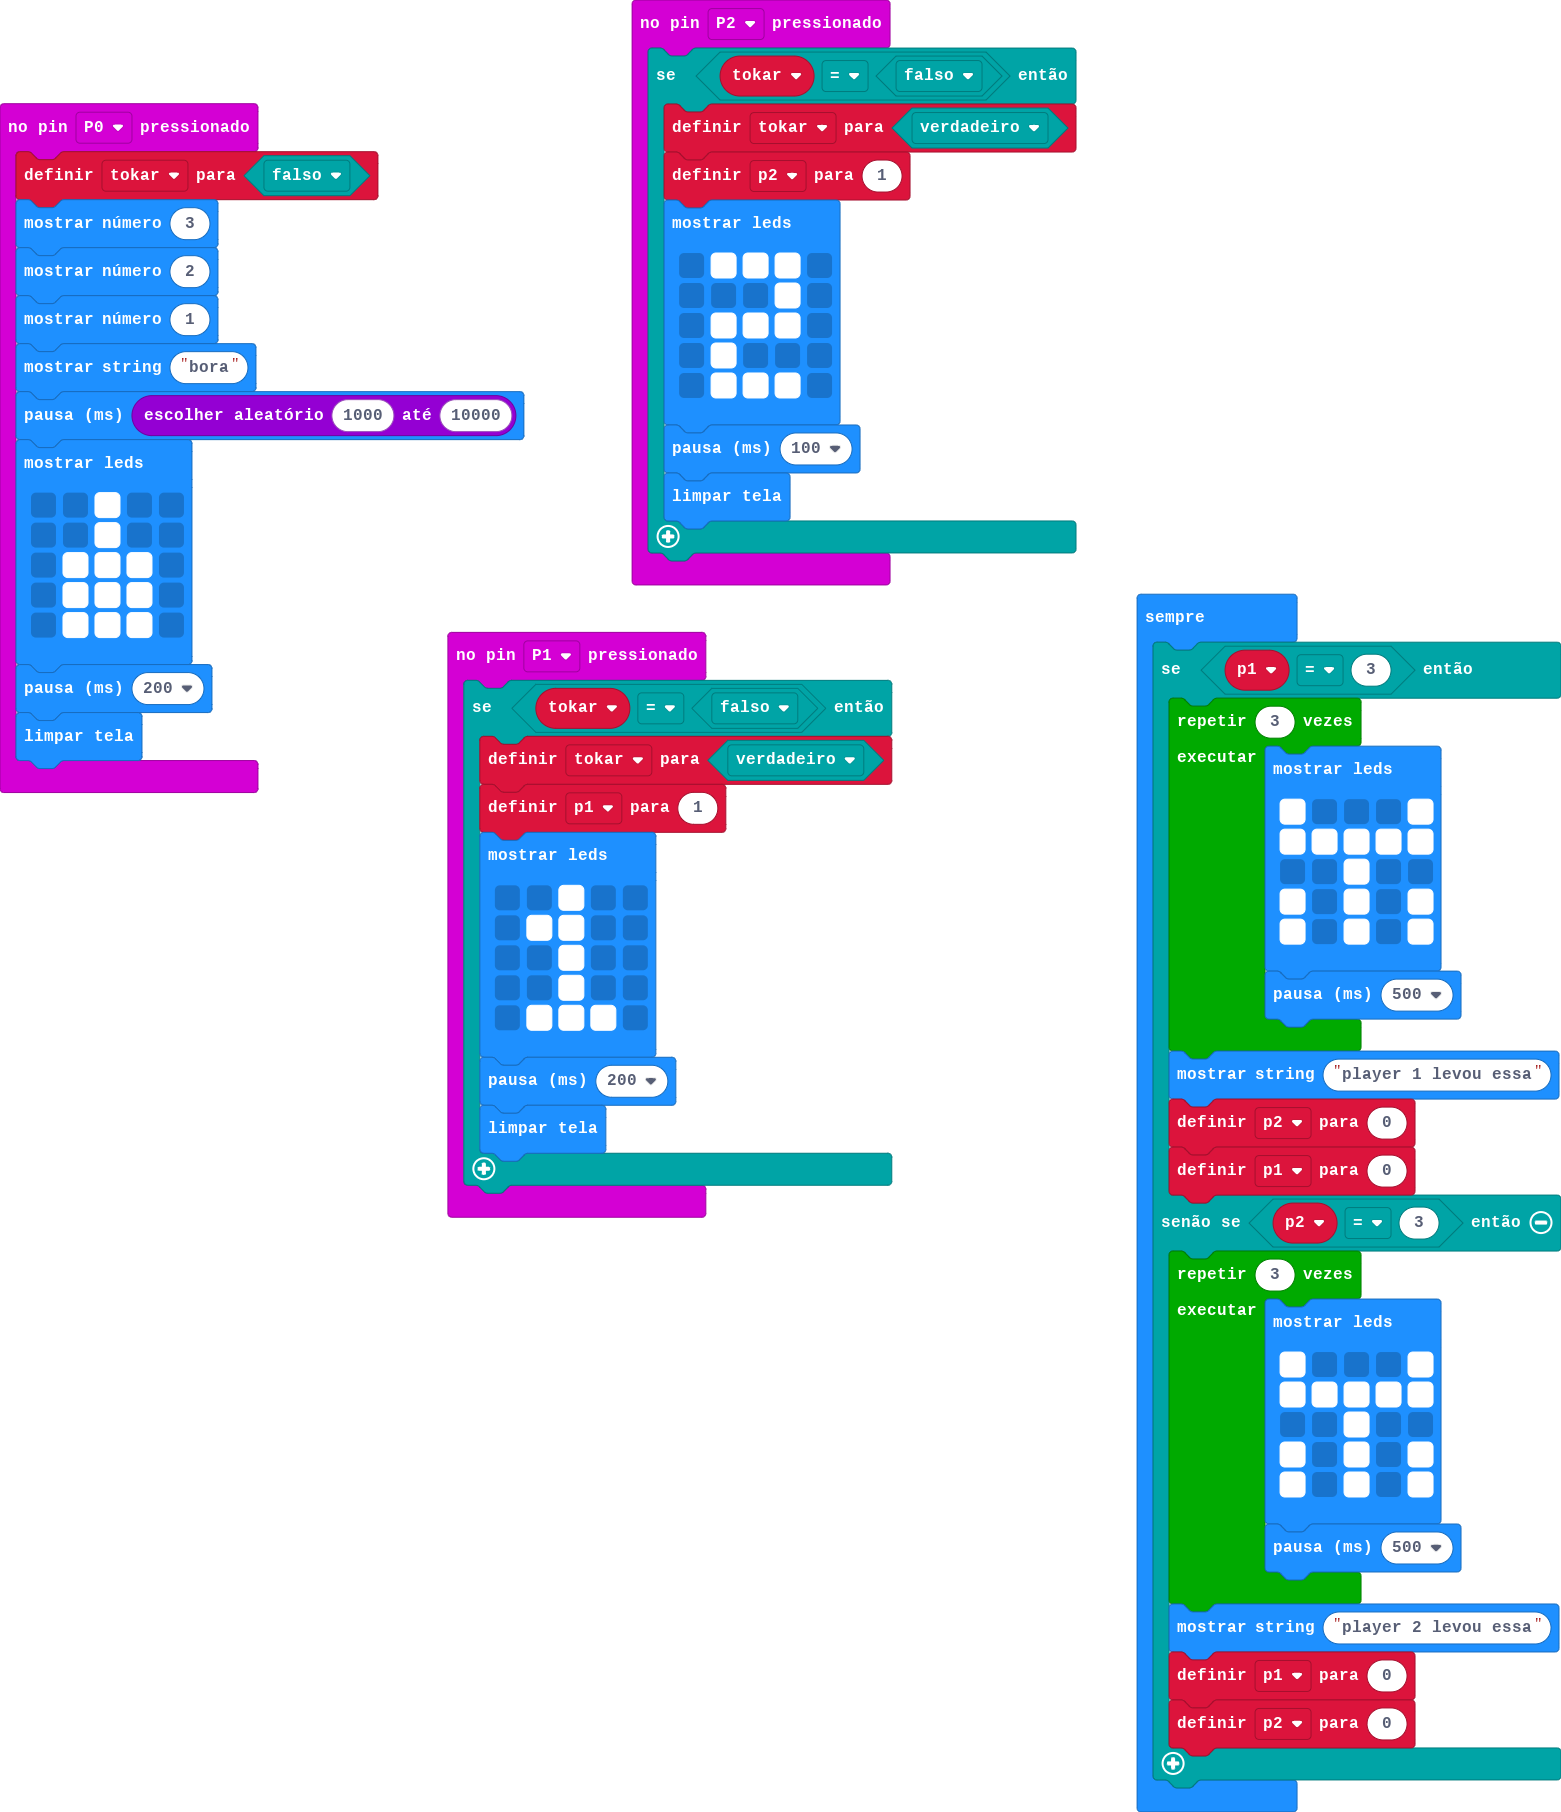 no pin P0 pressionado
definir tokar para falso
mostrar número 3
mostrar número 2
mostrar número 1
mostrar string "bora"
pausa (ms) escolher aleatório 1000 até 10000
mostrar leds
pausa (ms) 200
limpar tela
no pin P2 pressionado
se tokar = falso então
definir tokar para verdadeiro
definir p2 para 1
mostrar leds
pausa (ms) 100
limpar tela
no pin P1 pressionado
se tokar = falso então
definir tokar para verdadeiro
definir p1 para 1
mostrar leds
pausa (ms) 200
limpar tela
sempre
se p1 = 3 então
repetir 3 vezes
executar mostrar leds
pausa (ms) 500
mostrar string "player 1 levou essa"
definir p2 para 0
definir p1 para 0
senão se p2 = 3 então
repetir 3 vezes
executar mostrar leds
pausa (ms) 500
mostrar string "player 2 levou essa"
definir p1 para 0
definir p2 para 0